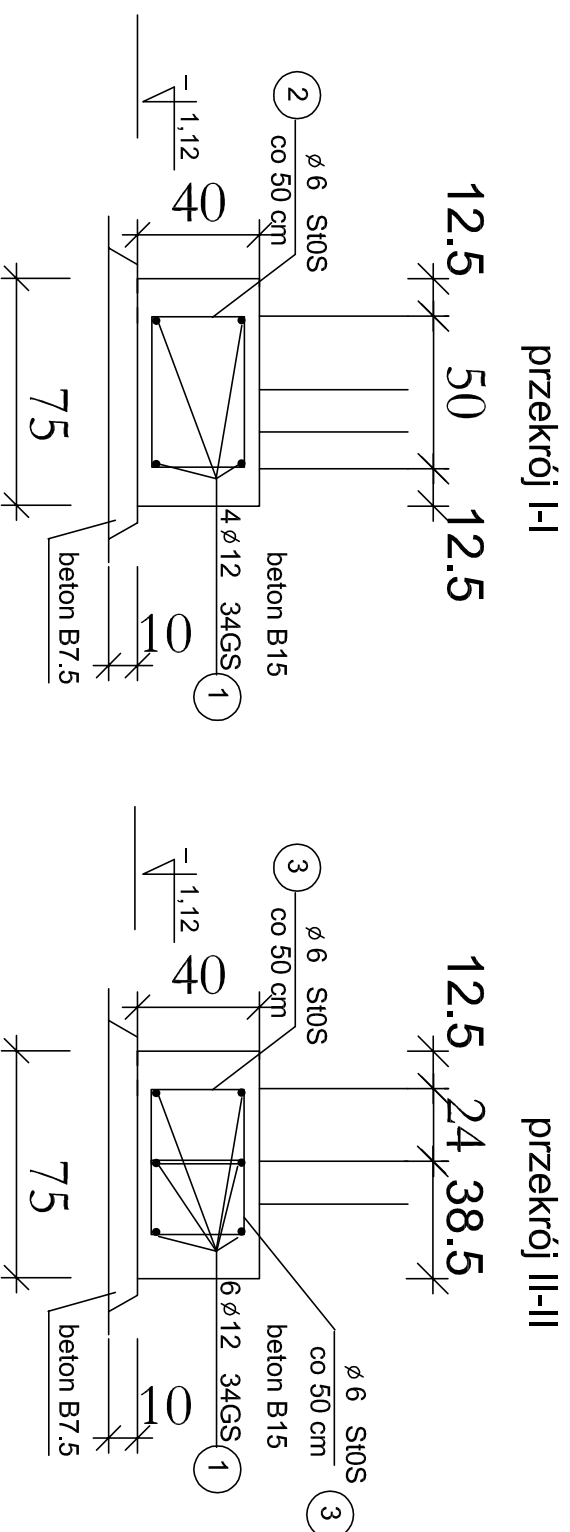 przekrój I-I
12.5
50
12.5
2
ø 6 St0S
co 50 cm
-
1,12
40
beton B15
4 ø 12 34GS
1
10
75
beton B7.5
przekrój II-II
12.5
24
38.5
3
ø 6 St0S
co 50 cm
ø 6 St0S
co 50 cm
3
-
1,12
40
beton B15
6 ø 12 34GS
1
10
75
beton B7.5